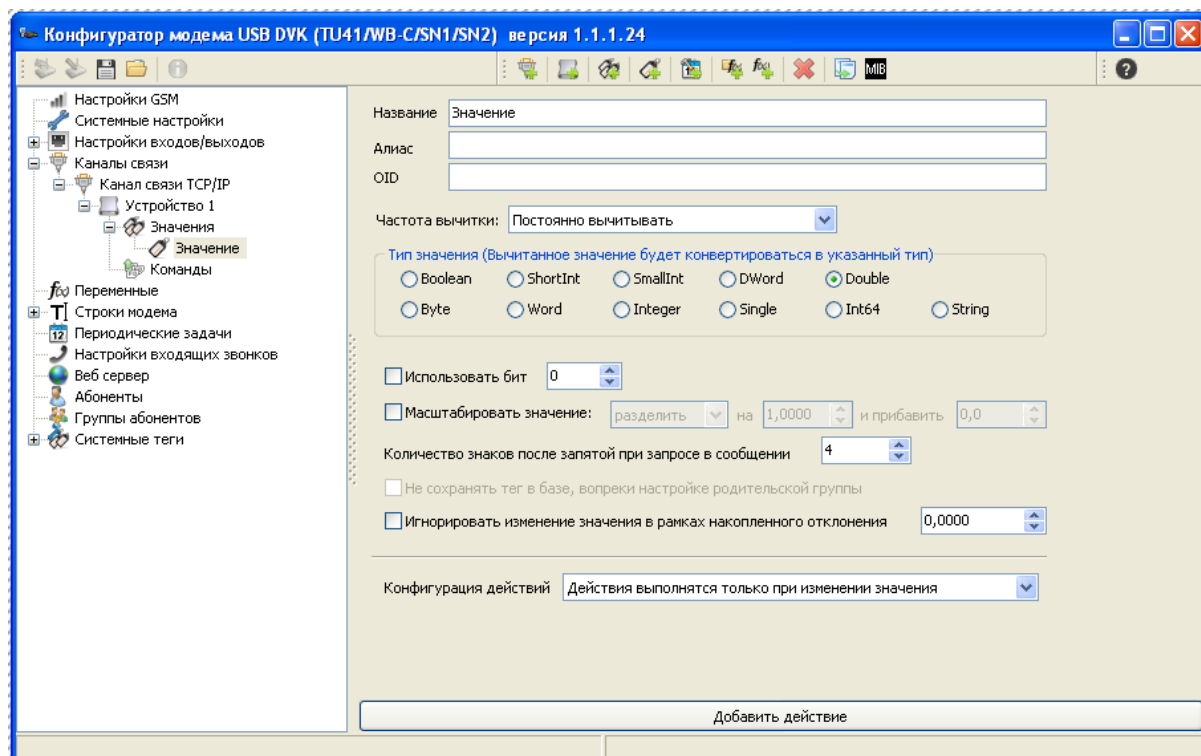 Конфигуратор модема USB DVK (TU41/WB-C/SN1/SN2) версия 1.1.1.24
MIB
Настройки GSM
Системные настройки
Настройки входов/выходов
Каналы связи
Канал связи TCP/IP
Устройство 1
Значения
Значение
Команды
f(x) Переменные
Строки модема
12 Периодические задачи
Настройки входящих звонков
Веб сервер
Абоненты
Группы абонентов
Системные теги
Название Значение
Алиас
OID
Частота вычитки: Постоянно вычитывать
Тип значения (Вычитанное значение будет конвертироваться в указанный тип)
Boolean ShortInt SmallInt DWord Double
Byte Word Integer Single Int64 String
Использовать бит 0
Масштабировать значение: разделить на 1,0000 и прибавить 0,0
Количество знаков после запятой при запросе в сообщении 4
Не сохранять тег в базе, вопреки настройке родительской группы
Игнорировать изменение значения в рамках накопленного отклонения 0,0000
Конфигурация действий Действия выполнятся только при изменении значения
Добавить действие